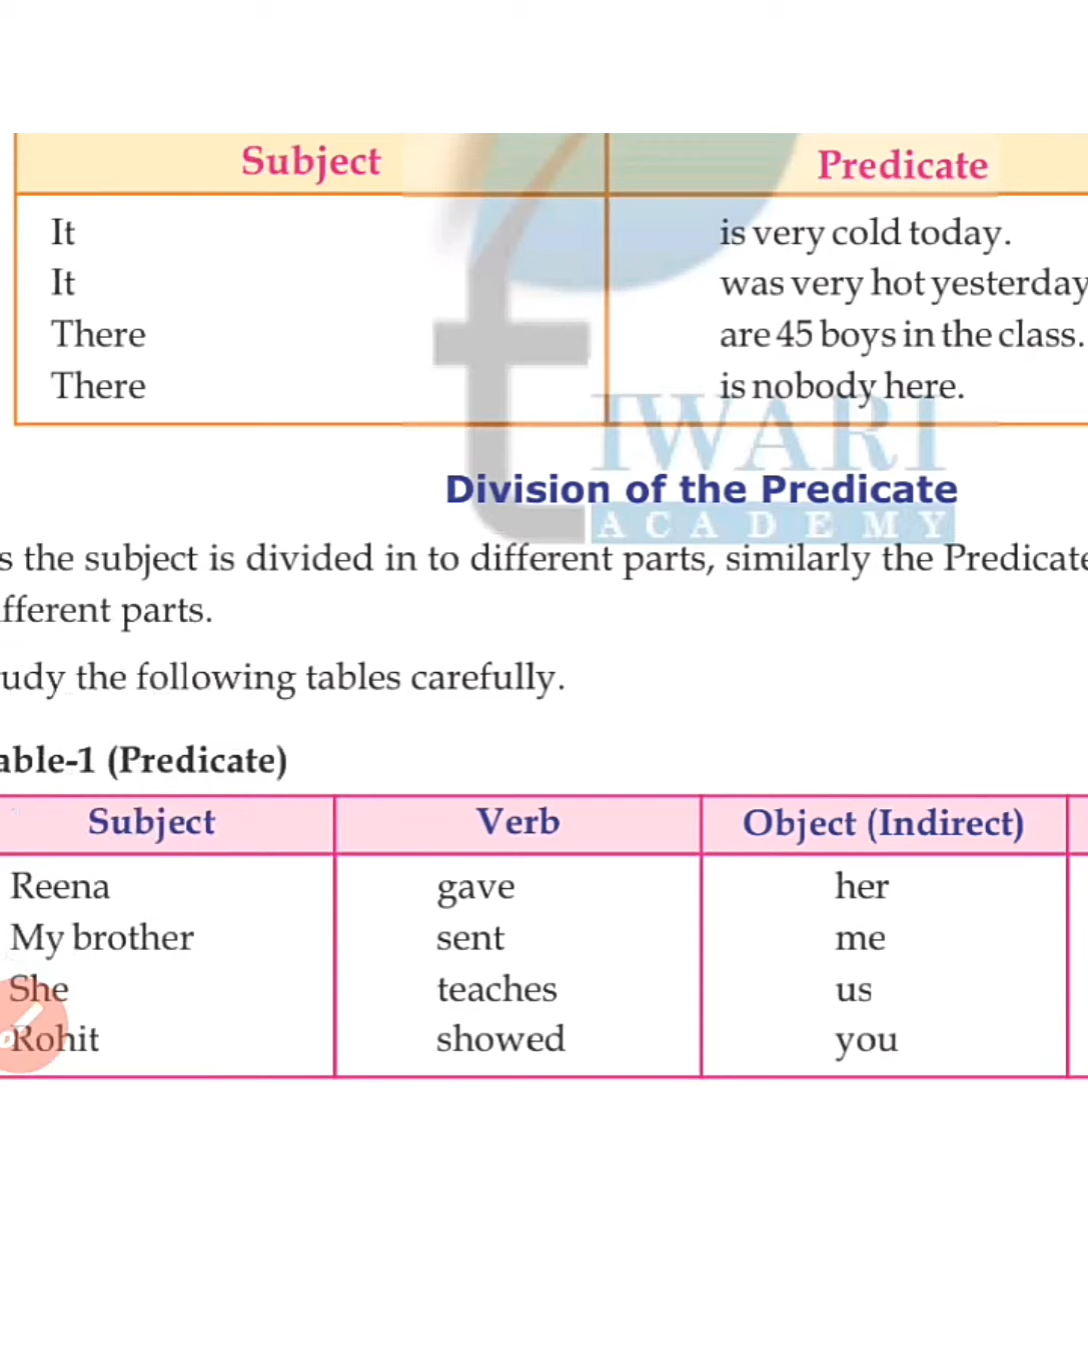 Subject Predicate
It is very cold today.
It was very hot yesterday
There are 45 boys in the class.
There is nobody here.
IWARI
Division of the Predicate
ACADEMY
s the subject is divided in to different parts, similarly the Predicate
fferent parts.
udy the following tables carefully.
able-1 (Predicate)
Subject Verb Object (Indirect)
Reena gave her
My brother sent me
She teaches us
Rohit showed you